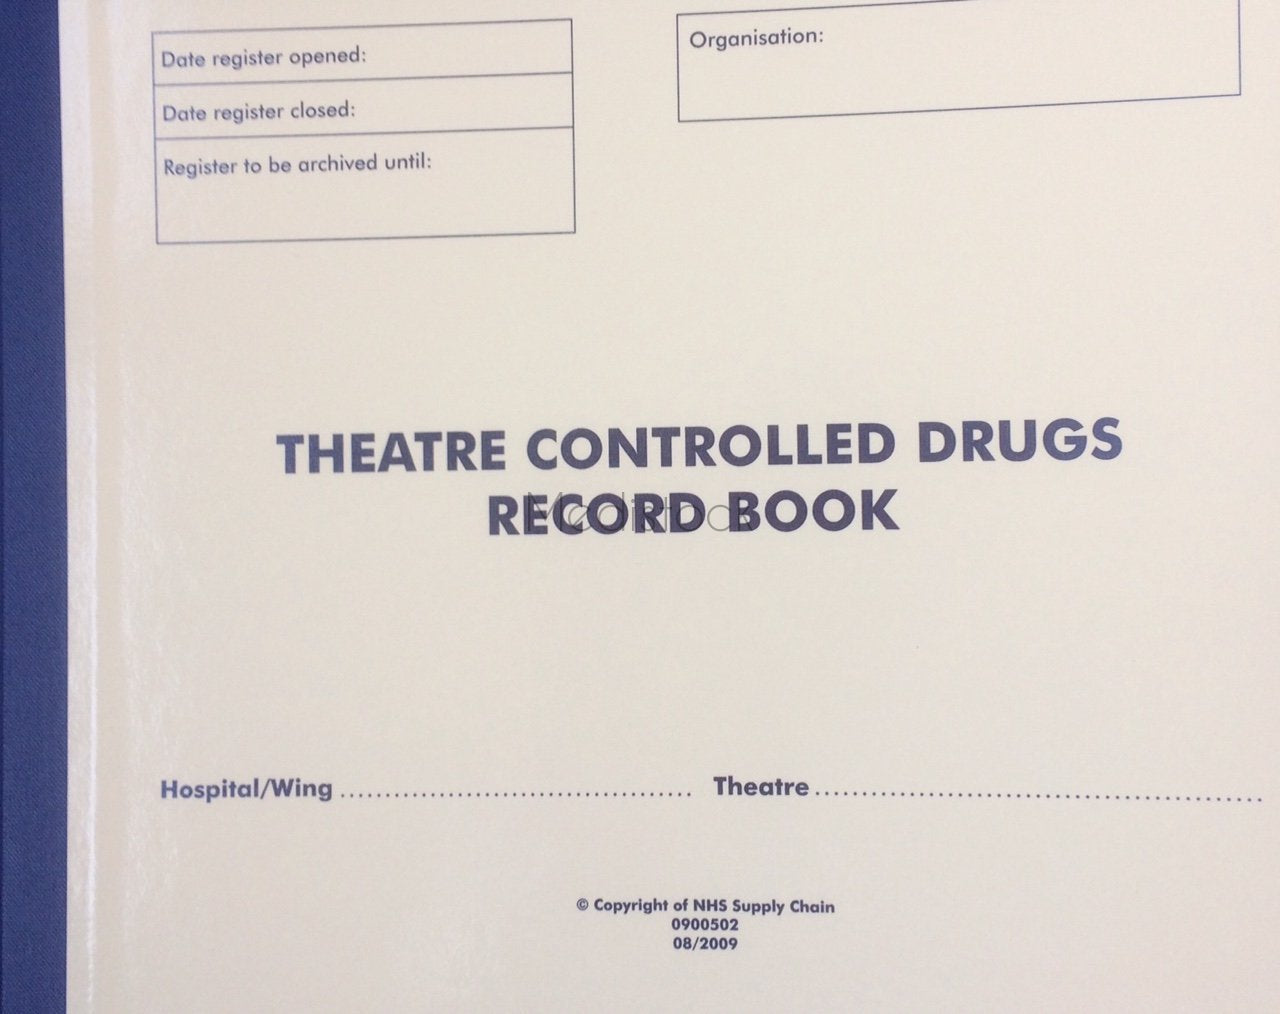 Date register opened:
Date register closed:
Register to be archived until:
Organisation:
THEATRE CONTROLLED DRUGS
RECORD BOOK
Medistock
Hospital/Wing ........................................ Theatre ........................................
© Copyright of NHS Supply Chain
0900502
08/2009